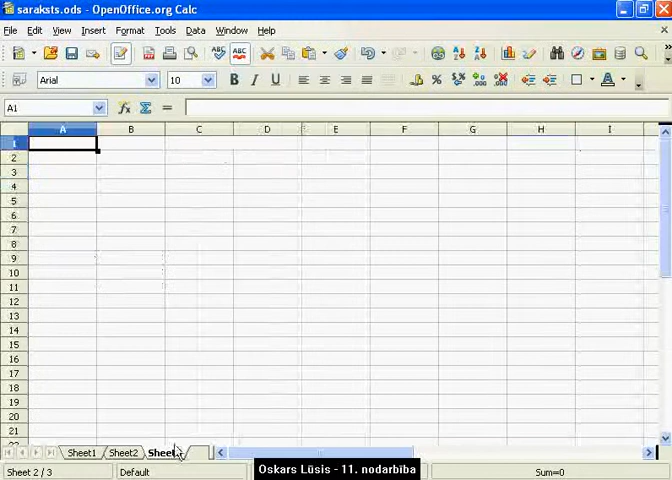 saraksts.ods - OpenOffice.org Calc
File Edit View Insert Format Tools Data Window Help
Arial 10
A1
A B C D E F G H I
1
2
3
4
5
6
7
8
9
10
11
12
13
14
15
16
17
18
19
20
21
Sheet1 Sheet2
Sheet 2 / 3 Default Sum=0
Oskars Lūsis - 11. nodarbība